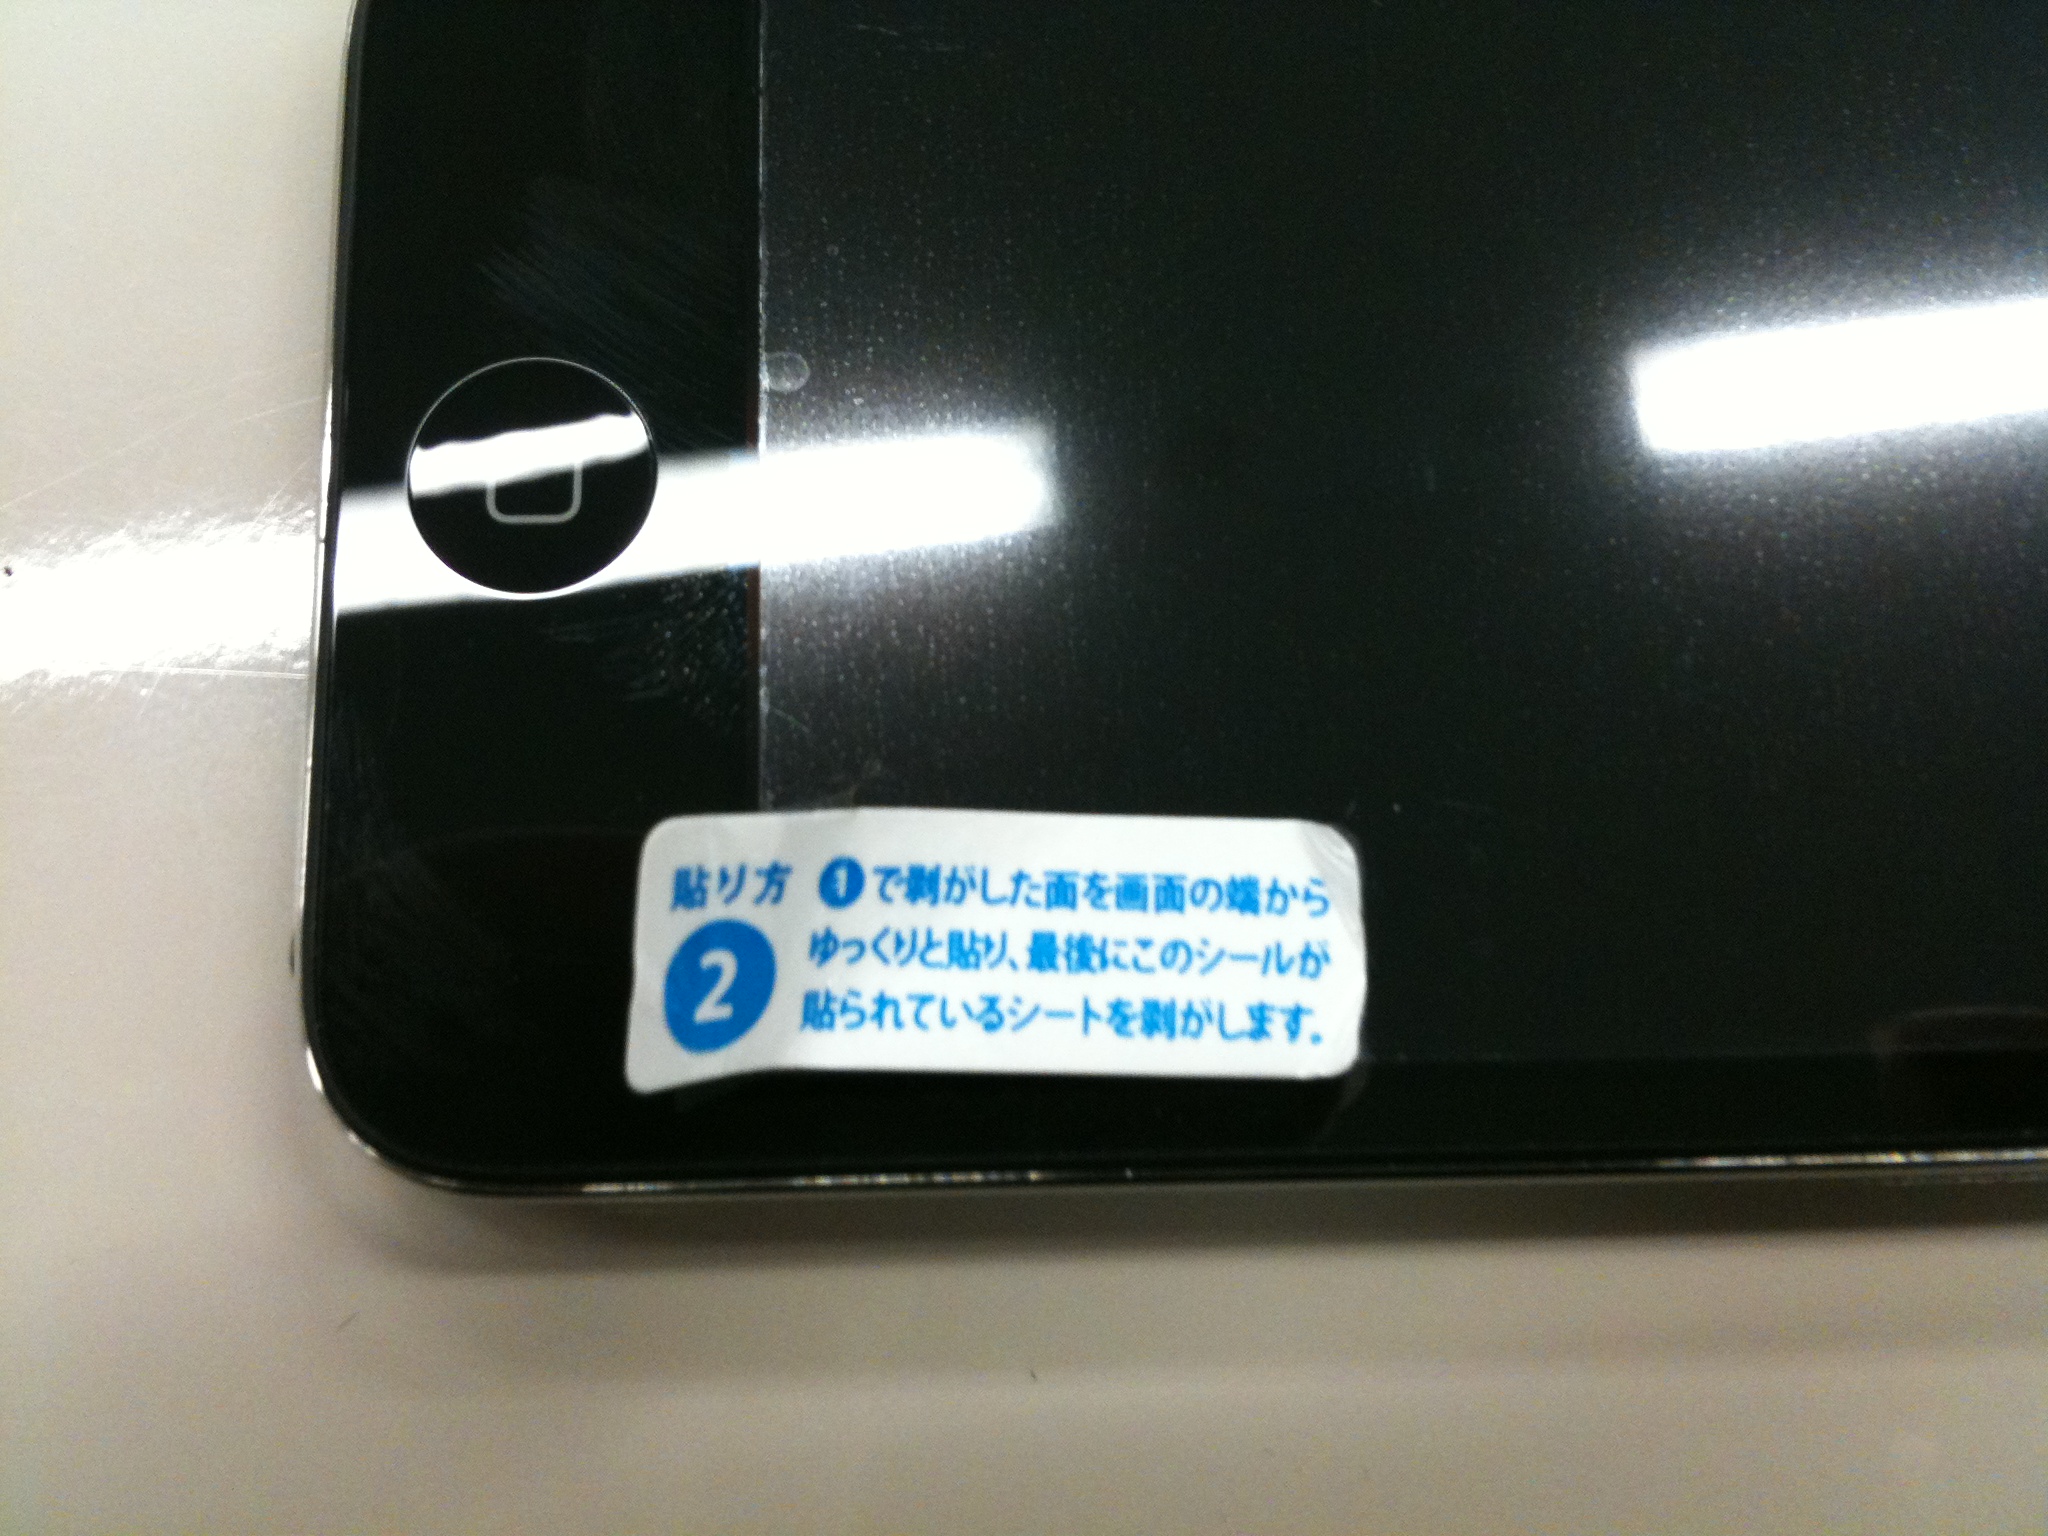 貼り方
2
1で剥がした面を画面の端から
ゆっくりと貼り、最後にこのシールが
貼られているシートを剥がします。